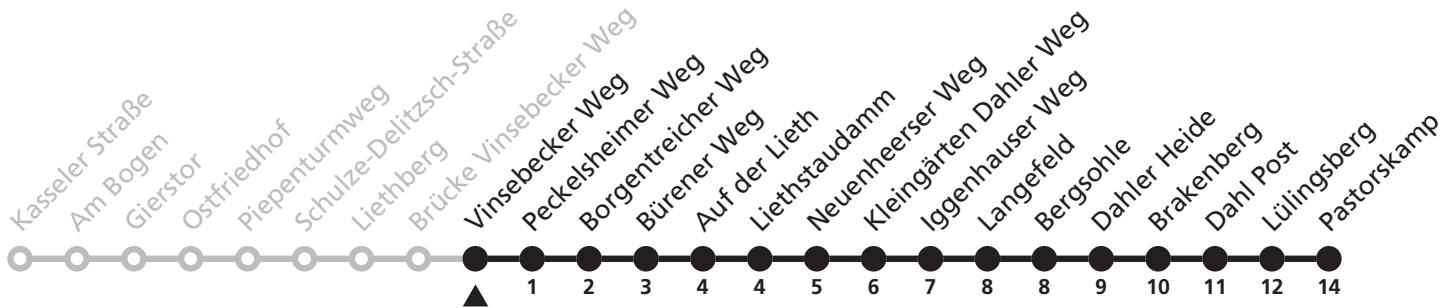 Kasseler Straße
Am Bogen
Gierstor
Ostfriedhof
Piepenturmweg
Schulze-Delitzsch-Straße
Liethberg
Brücke Vinsebecker Weg
Vinsebecker Weg
Peckelsheimer Weg
Borgentreicher Weg
Bürener Weg
Auf der Lieth
Liethstaudamm
Neuenheerser Weg
Kleingärten Dahler Weg
Iggenhauser Weg
Langefeld
Bergsohle
Dahler Heide
Brakenberg
Dahl Post
Lülingsberg
Pastorskamp
1 2 3 4 4 5 6 7 8 8 9 10 11 12 14